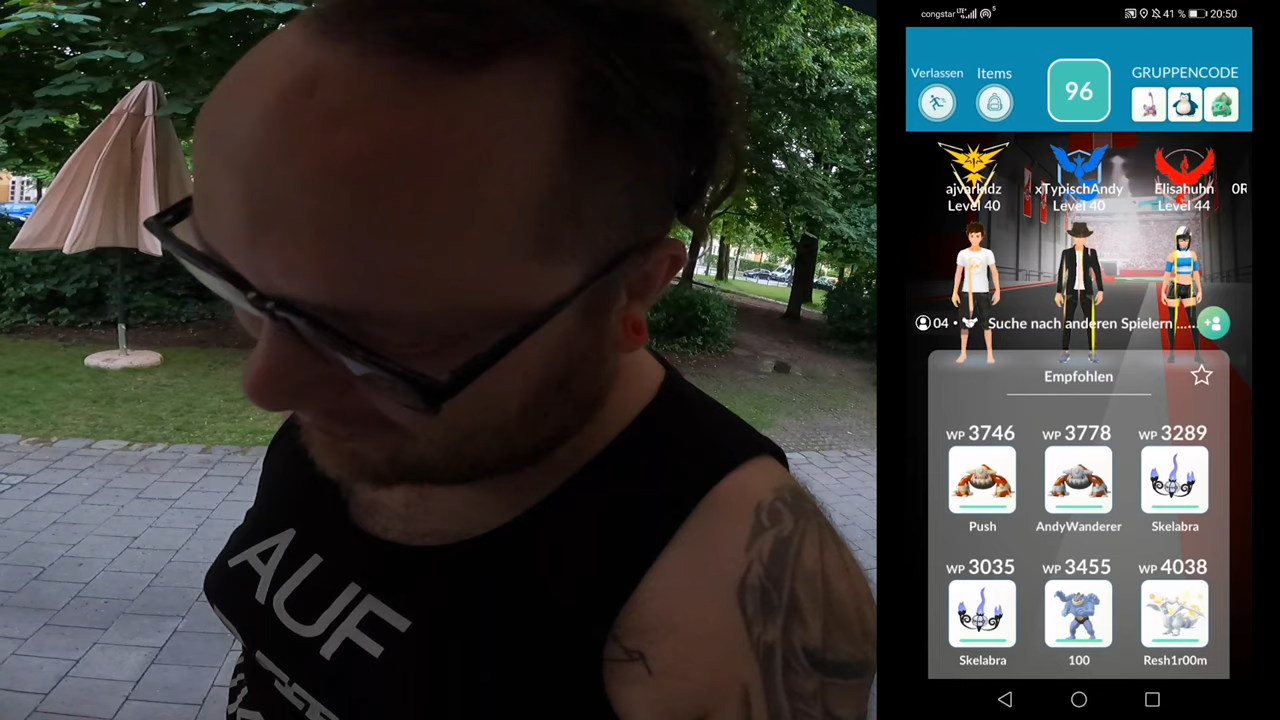 AUF
congstar LTE 5 41 % 20:50
Verlassen Items 96 GRUPPENCODE
ajvarkidz xTypischAndy Elisahuhn
Level 40 Level 40 Level 44
04 • Suche nach anderen Spielern ......
Empfohlen
WP 3746 WP 3778 WP 3289
Push AndyWanderer Skelabra
WP 3035 WP 3455 WP 4038
Skelabra 100 Resh1r00m